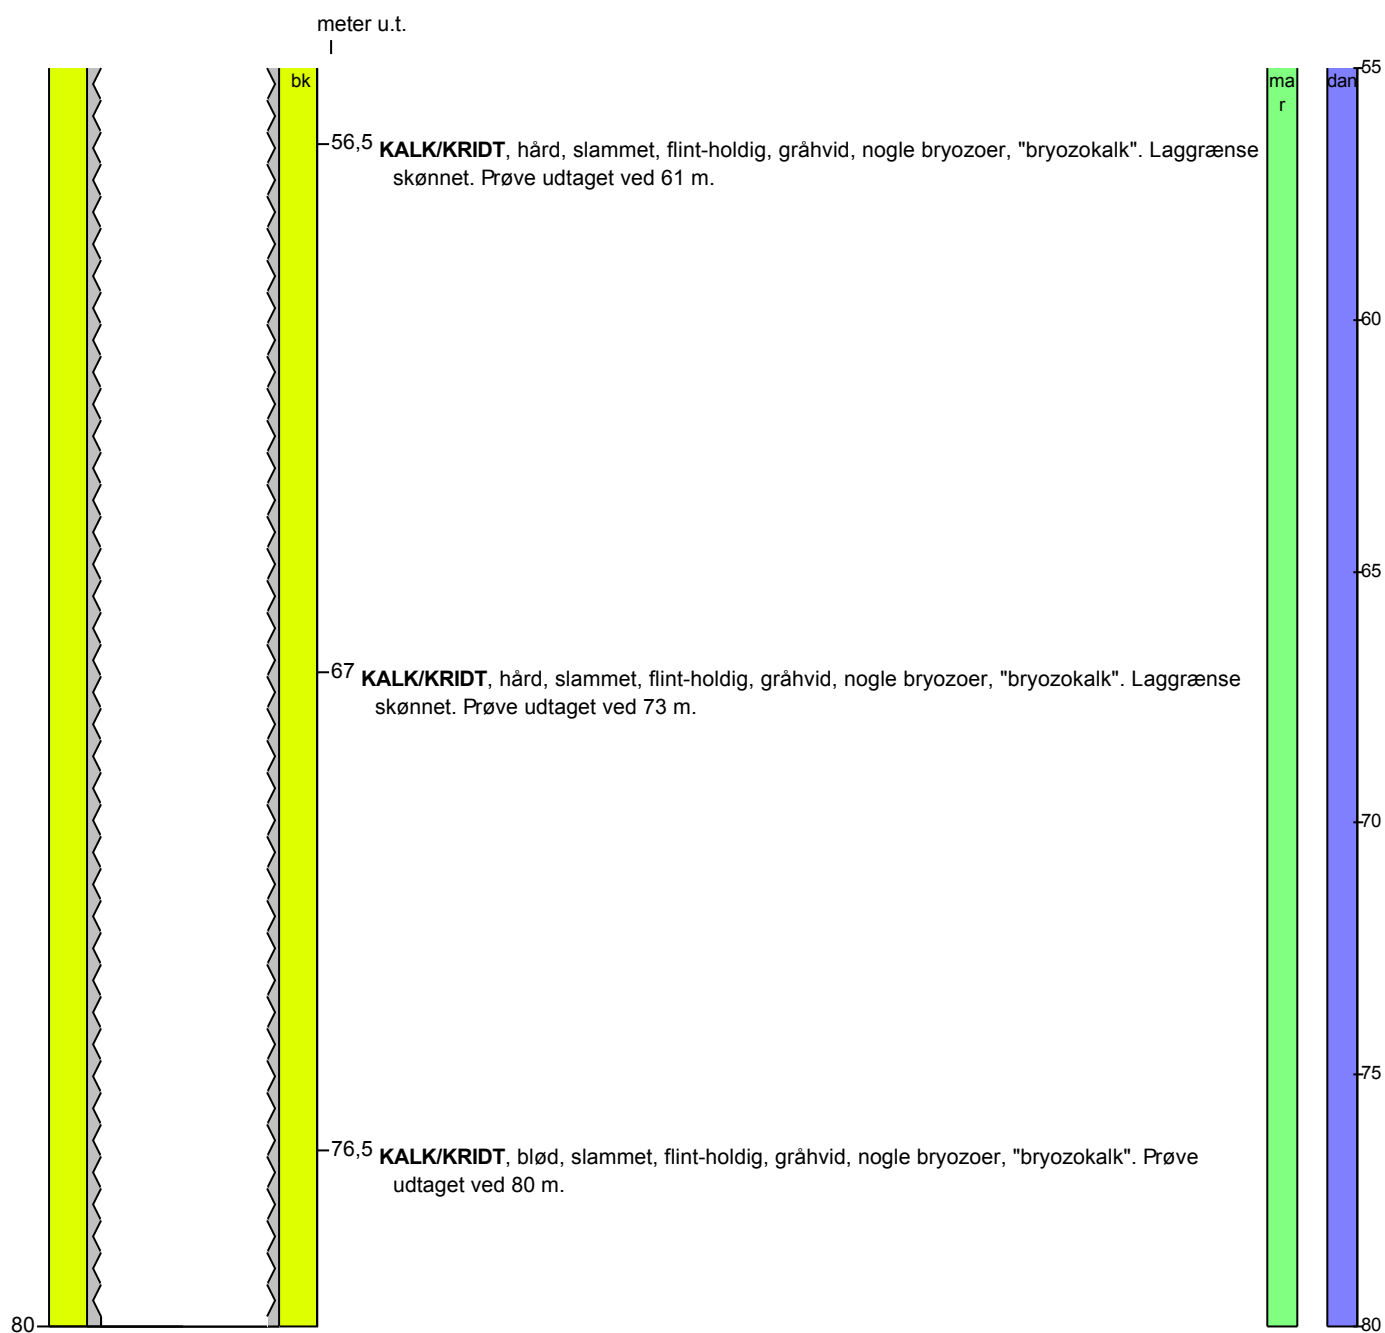 meter u.t.
bk
ma
r
dan
55
56,5 KALK/KRIDT, hård, slammet, flint-holdig, gråhvid, nogle bryozoer, "bryozokalk". Laggrænse
skønnet. Prøve udtaget ved 61 m.
60
65
67 KALK/KRIDT, hård, slammet, flint-holdig, gråhvid, nogle bryozoer, "bryozokalk". Laggrænse
skønnet. Prøve udtaget ved 73 m.
70
75
76,5 KALK/KRIDT, blød, slammet, flint-holdig, gråhvid, nogle bryozoer, "bryozokalk". Prøve
udtaget ved 80 m.
80
80